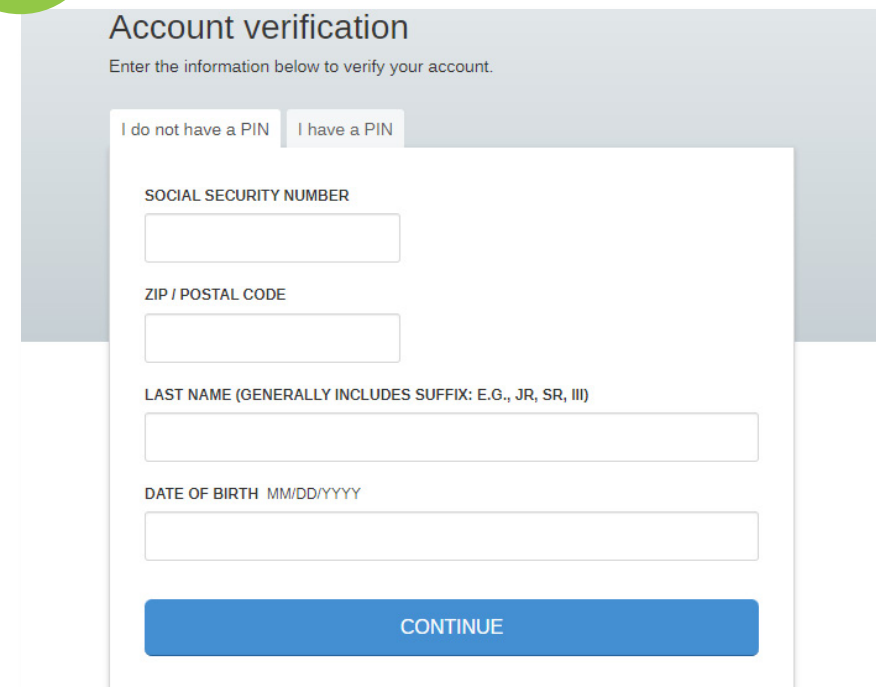 Account verification
Enter the information below to verify your account.
I do not have a PIN I have a PIN
SOCIAL SECURITY NUMBER
ZIP / POSTAL CODE
LAST NAME (GENERALLY INCLUDES SUFFIX: E.G., JR, SR, III)
DATE OF BIRTH MM/DD/YYYY
CONTINUE